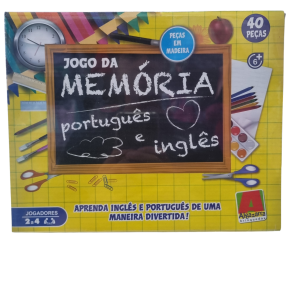 40
PEÇAS
PEÇAS
EM
MADEIRA
6+
JOGO DA
MEMÓRIA
português
e
inglês
JOGADORES
2.4
APRENDA INGLÊS E PORTUGUÊS DE UMA
MANEIRA DIVERTIDA!